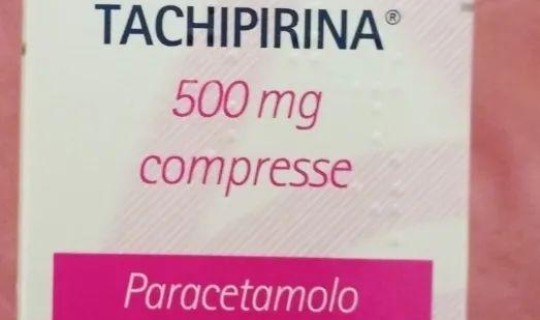 TACHIPIRINA®
500 mg
compresse
Paracetamolo